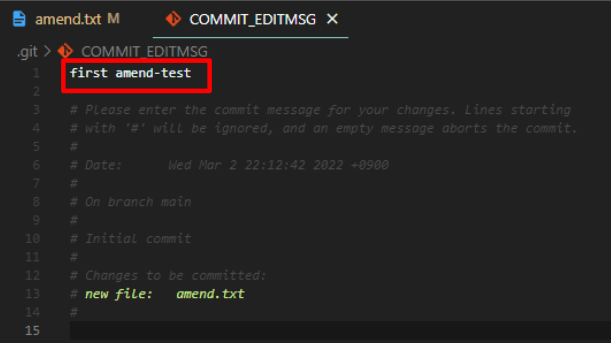 amend.txt M COMMIT_EDITMSG ×
.git > COMMIT_EDITMSG
1 first amend-test
2
3 # Please enter the commit message for your changes. Lines starting
4 # with '#' will be ignored, and an empty message aborts the commit.
5 #
6 # Date:      Wed Mar 2 22:12:42 2022 +0900
7 #
8 # On branch main
9 #
10 # Initial commit
11 #
12 # Changes to be committed:
13 # new file:   amend.txt
14 #
15